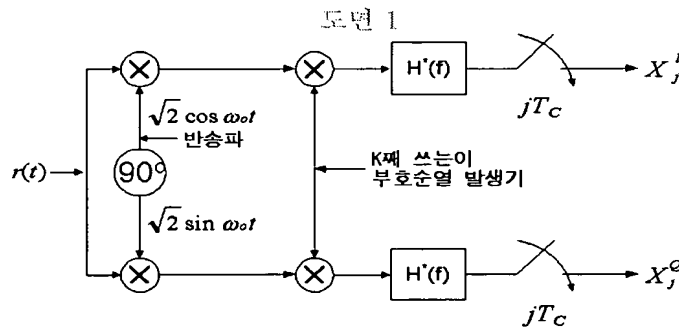 도면 1
H*(f)
X_j^I
√2 cos ω₀t
jT_C
반송파
r(t)
90°
K째 쓰는이
부호순열 발생기
√2 sin ω₀t
H*(f)
X_j^Q
jT_C